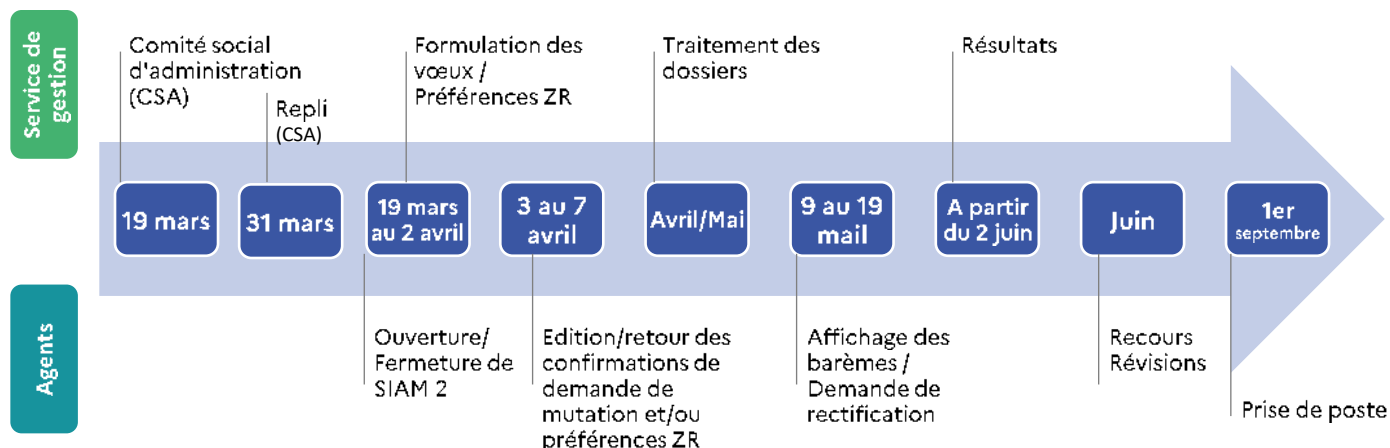 Service de
gestion
Comité social
d'administration
(CSA)
Repli
(CSA)
Formulation des
vœux /
Préférences ZR
Traitement des
dossiers
Résultats
19 mars
31 mars
19 mars
au 2 avril
3 au 7
avril
Avril/Mai
9 au 19
mail
A partir
du 2 juin
Juin
1er
septembre
Agents
Ouverture/
Fermeture de
SIAM 2
Edition/retour des
confirmations de
demande de
mutation et/ou
préférences ZR
Affichage des
barèmes /
Demande de
rectification
Recours
Révisions
Prise de poste